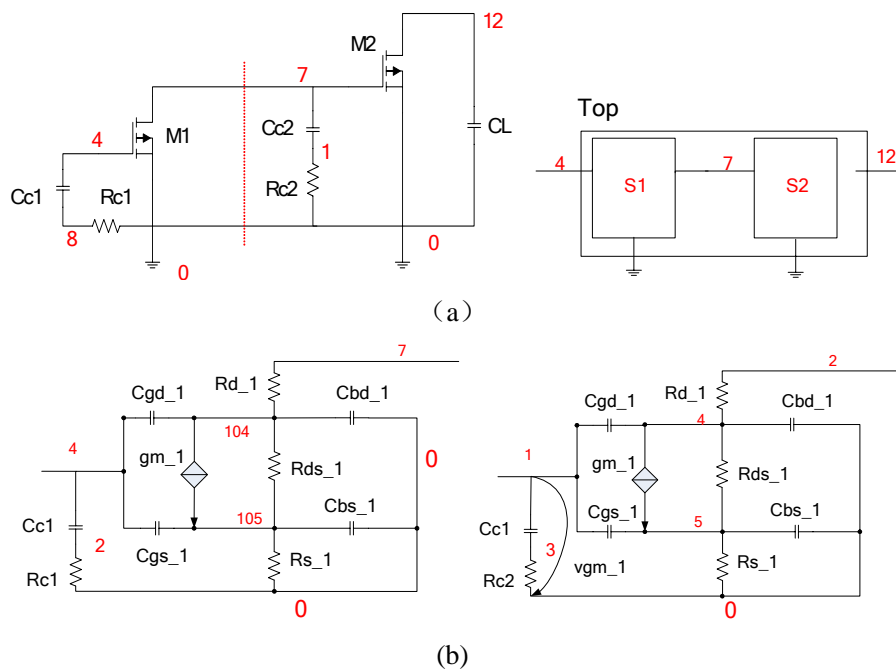 12
M2
7
Top
Cc2
CL
4
M1
12
4
7
1
S1
S2
Rc2
Cc1
Rc1
8
0
0
（a）
7
2
Rd_1
Rd_1
Cgd_1
Cbd_1
Cgd_1
Cbd_1
104
4
4
gm_1
0
1
gm_1
Rds_1
Rds_1
Cgs_1
Cbs_1
105
Cbs_1
5
Cc1
Cc1
2
3
Cgs_1
Rs_1
Rs_1
Rc1
Rc2
vgm_1
0
0
(b)